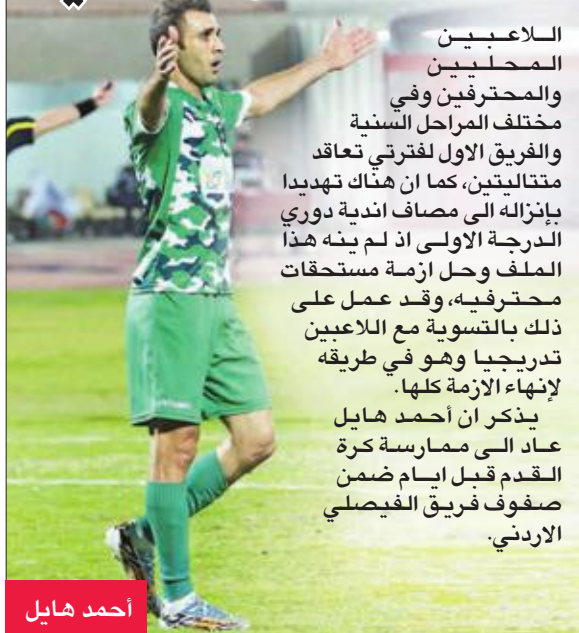 اللاعبين
المحليين
والمحترفين وفي
مختلف المراحل السنية
والفريق الاول لفترتي تعاقد
متتاليتين، كما ان هناك تهديدا
بإنزاله الى مصاف اندية دوري
الدرجة الاولى اذ لم ينه هذا
الملف وحل ازمة مستحقات
محترفيه، وقد عمل على
ذلك بالتسوية مع اللاعبين
تدريجيا وهو في طريقه
لإنهاء الازمة كلها.
يذكر ان أحمد هايل
عاد الى ممارسة كرة
القدم قبل ايام ضمن
صفوف فريق الفيصلي
الاردني.
أحمد هايل